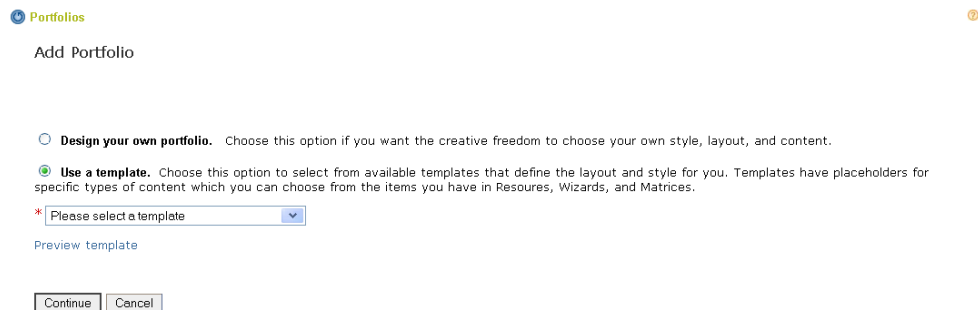 Portfolios
Add Portfolio
Design your own portfolio. Choose this option if you want the creative freedom to choose your own style, layout, and content.
Use a template. Choose this option to select from available templates that define the layout and style for you. Templates have placeholders for
specific types of content which you can choose from the items you have in Resoures, Wizards, and Matrices.
* Please select a template
Preview template
Continue Cancel